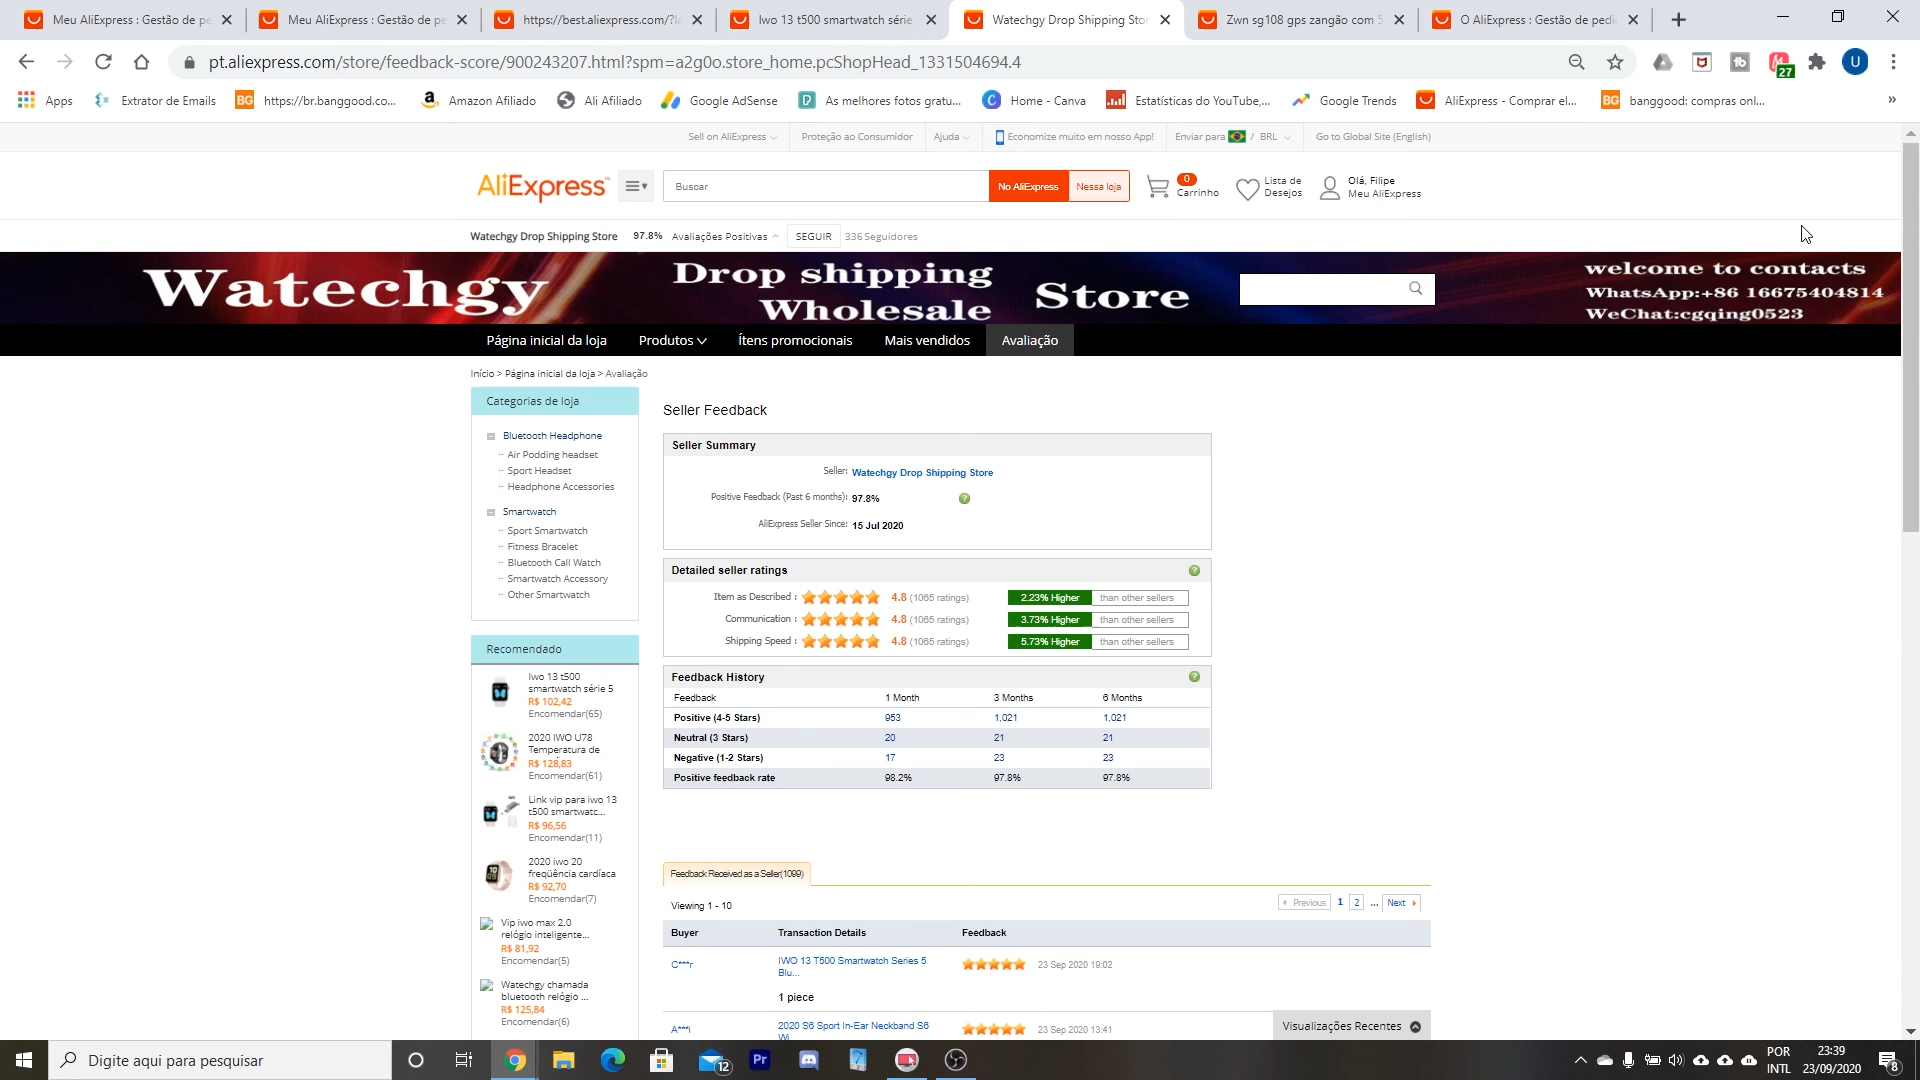 Meu AliExpress : Gestão de pe
Meu AliExpress : Gestão de pe
https://best.aliexpress.com/?la
Iwo 13 t500 smartwatch série
Watechgy Drop Shipping Stor
Zwn sg108 gps zangão com 5
O AliExpress : Gestão de pedi
pt.aliexpress.com/store/feedback-score/900243207.html?spm=a2g0o.store_home.pcShopHead_1331504694.4
27
U
Apps
Extrator de Emails
BG https://br.banggood.co...
Amazon Afiliado
Ali Afiliado
Google AdSense
As melhores fotos gratu...
Home - Canva
Estatísticas do YouTube,...
Google Trends
AliExpress - Comprar el...
BG banggood: compras onl...
»
Sell on AliExpress
Proteção ao Consumidor
Ajuda
Economize muito em nosso App!
Enviar para / BRL
Go to Global Site (English)
AliExpress
Buscar
No AliExpress
Nessa loja
0
Carrinho
Lista de
Desejos
Olá, Filipe
Meu AliExpress
Watechgy Drop Shipping Store 97.8% Avaliações Positivas SEGUIR 336 Seguidores
Watechgy
Drop shipping
Wholesale
Store
welcome to contacts
WhatsApp:+86 16675404814
WeChat:cgqing0523
Página inicial da loja Produtos Ítens promocionais Mais vendidos Avaliação
Início > Página inicial da loja > Avaliação
Categorias de loja
Bluetooth Headphone
Air Podding headset
Sport Headset
Headphone Accessories
Smartwatch
Sport Smartwatch
Fitness Bracelet
Bluetooth Call Watch
Smartwatch Accessory
Other Smartwatch
Recomendado
Iwo 13 t500
smartwatch série 5
R$ 102,42
Encomendar(65)
2020 IWO U78
Temperatura de
R$ 128,83
Encomendar(61)
Link vip para iwo 13
t500 smartwatc...
R$ 96,56
Encomendar(11)
2020 iwo 20
freqüência cardíaca
R$ 92,70
Encomendar(7)
Vip iwo max 2.0
relógio inteligente...
R$ 81,92
Encomendar(5)
Watechgy chamada
bluetooth relógio ...
R$ 125,84
Encomendar(6)
Seller Feedback
Seller Summary
Seller: Watechgy Drop Shipping Store
Positive Feedback (Past 6 months): 97.8%
AliExpress Seller Since: 15 Jul 2020
Detailed seller ratings
Item as Described : 4.8 (1065 ratings) 2.23% Higher than other sellers
Communication : 4.8 (1065 ratings) 3.73% Higher than other sellers
Shipping Speed : 4.8 (1065 ratings) 5.73% Higher than other sellers
Feedback History
Feedback 1 Month 3 Months 6 Months
Positive (4-5 Stars) 953 1,021 1,021
Neutral (3 Stars) 20 21 21
Negative (1-2 Stars) 17 23 23
Positive feedback rate 98.2% 97.8% 97.8%
Feedback Received as a Seller(1099)
Viewing 1 - 10
Previous 1 2 ... Next
Buyer Transaction Details Feedback
C***r IWO 13 T500 Smartwatch Series 5 23 Sep 2020 19:02
Blu...
1 piece
A***i 2020 S6 Sport In-Ear Neckband S6 23 Sep 2020 13:41
Wi
Visualizações Recentes
Digite aqui para pesquisar
12
Pr
POR
INTL
23:39
23/09/2020
8